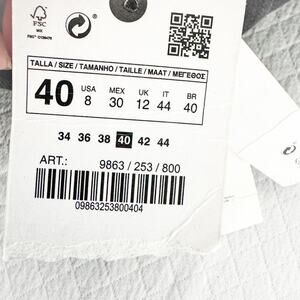 FSC
MIX
TALLA / SIZE / TAMANHO / TAILLE / MAAT / ΜΕΓΕΘΟΣ
40 USA 8 MEX 30 UK 12 IT 44 BR 40
34 36 38 40 42 44
ART.: 9863 / 253 / 800
09863253800404